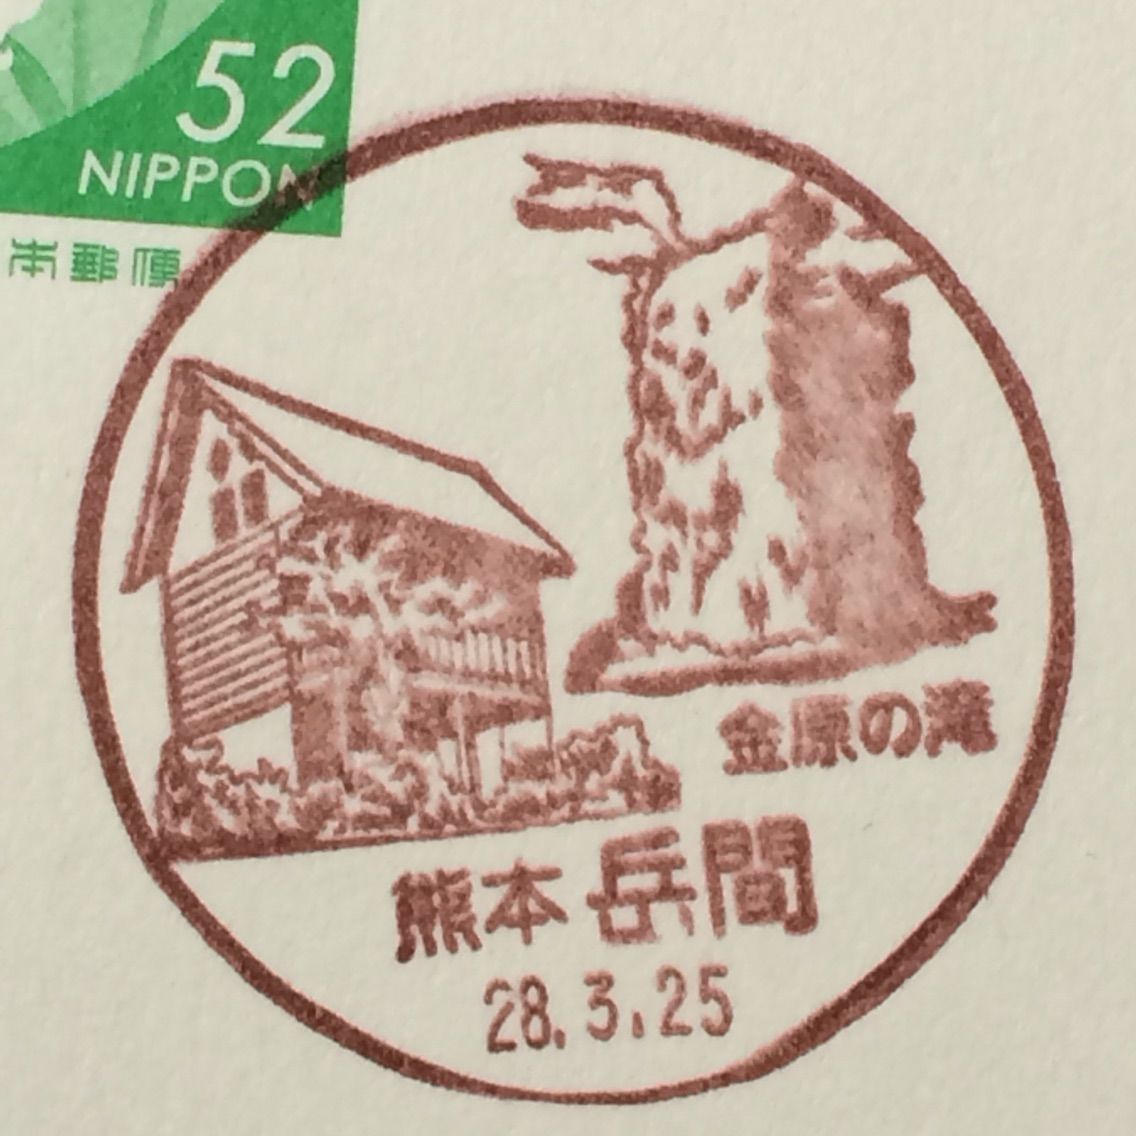 52
NIPPON
本郵便
金原の滝
熊本 岳間
28.3.25